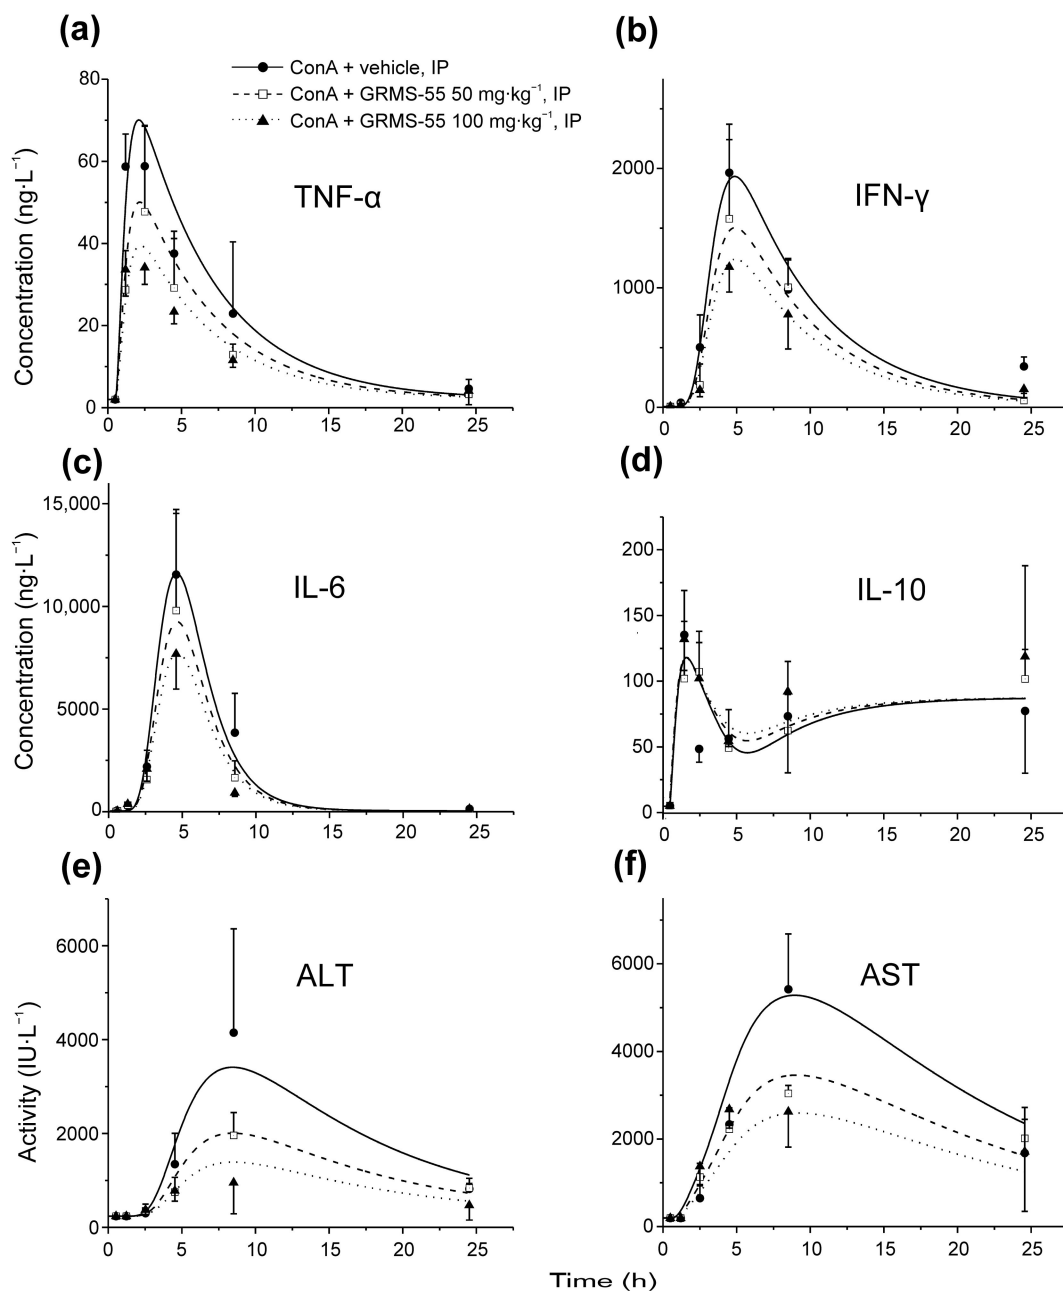 (a)
ConA + vehicle, IP
ConA + GRMS-55 50 mg·kg⁻¹, IP
ConA + GRMS-55 100 mg·kg⁻¹, IP
TNF-α
Concentration (ng·L⁻¹)
80
60
40
20
0
0 5 10 15 20 25
(b)
IFN-γ
2000
1000
0
0 5 10 15 20 25
(c)
IL-6
Concentration (ng·L⁻¹)
15,000
10,000
5000
0
0 5 10 15 20 25
(d)
IL-10
200
150
100
50
0
0 5 10 15 20 25
(e)
ALT
Activity (IU·L⁻¹)
6000
4000
2000
0
0 5 10 15 20 25
(f)
AST
6000
4000
2000
0
0 5 10 15 20 25
Time (h)